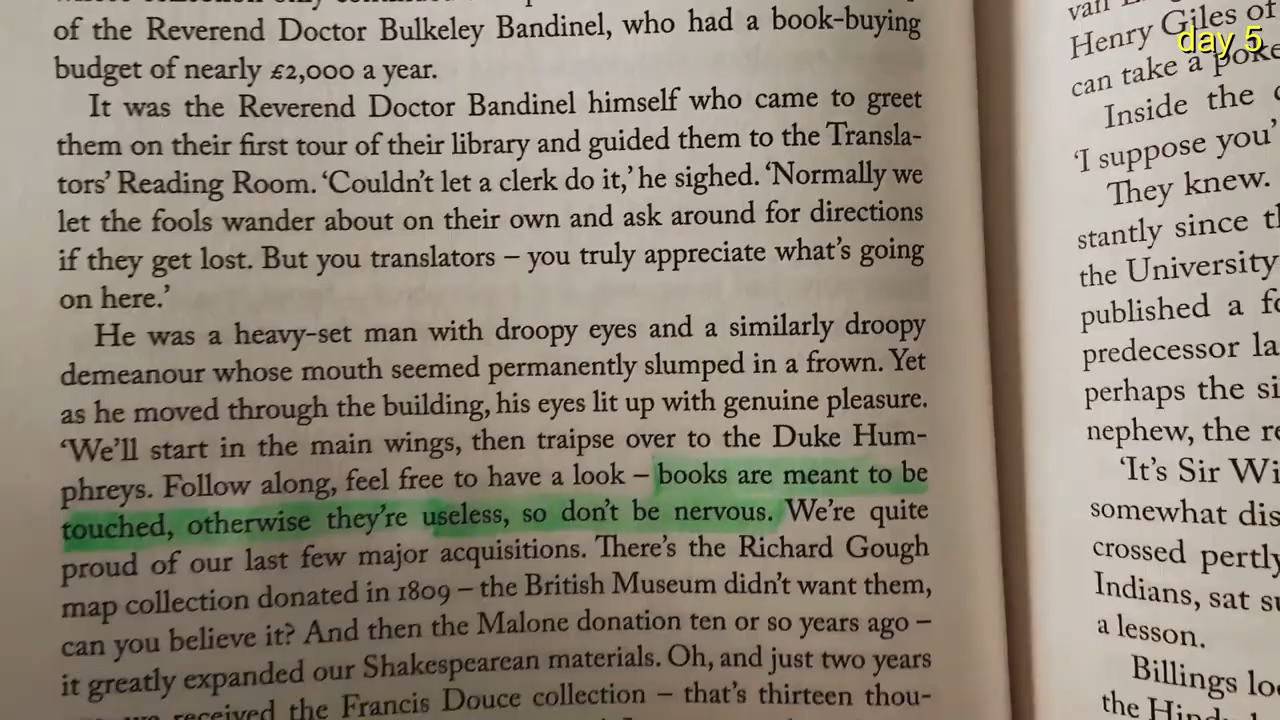 of the Reverend Doctor Bulkeley Bandinel, who had a book-buying
budget of nearly £2,000 a year.
It was the Reverend Doctor Bandinel himself who came to greet
them on their first tour of their library and guided them to the Transla-
tors' Reading Room. 'Couldn't let a clerk do it,' he sighed. 'Normally we
let the fools wander about on their own and ask around for directions
if they get lost. But you translators – you truly appreciate what's going
on here.'
He was a heavy-set man with droopy eyes and a similarly droopy
demeanour whose mouth seemed permanently slumped in a frown. Yet
as he moved through the building, his eyes lit up with genuine pleasure.
'We'll start in the main wings, then traipse over to the Duke Hum-
phreys. Follow along, feel free to have a look – books are meant to be
touched, otherwise they're useless, so don't be nervous. We're quite
proud of our last few major acquisitions. There's the Richard Gough
map collection donated in 1809 – the British Museum didn't want them,
can you believe it? And then the Malone donation ten or so years ago –
it greatly expanded our Shakespearean materials. Oh, and just two years
received the Francis Douce collection – that's thirteen thou-
Henry Giles of
can take a poke
Inside the
'I suppose you'
They knew.
stantly since
the University
published a
predecessor
perhaps the
nephew, the
'It's Sir
somewhat
crossed pertly
Indians, sat
a lesson.
Billings
the
day 5